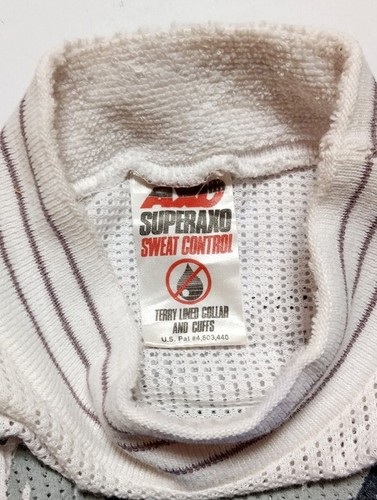 AXO
SUPERAXO
SWEAT CONTROL
TERRY LINED COLLAR
AND CUFFS
U.S. Pat #4,603,440